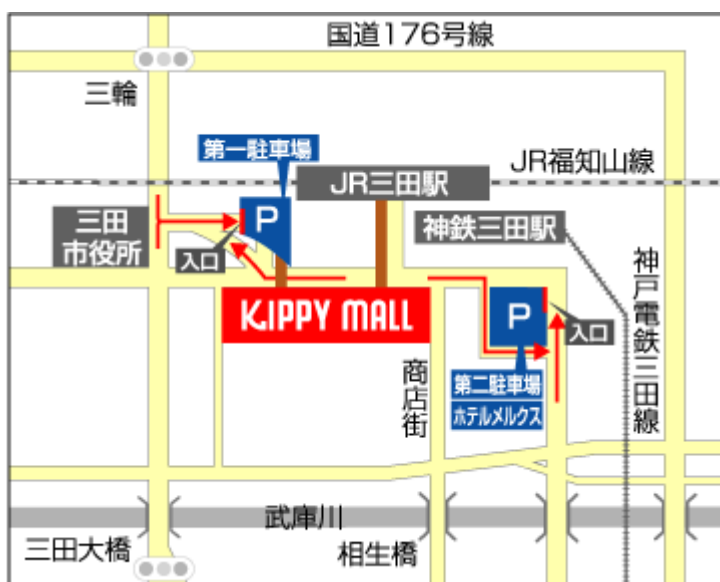 国道176号線
三輪
第一駐車場
JR福知山線
JR三田駅
P
三田
市役所
神鉄三田駅
入口
神戸電鉄三田線
KiPPY MALL
P
入口
商店街
第二駐車場
ホテルメルクス
武庫川
三田大橋
相生橋